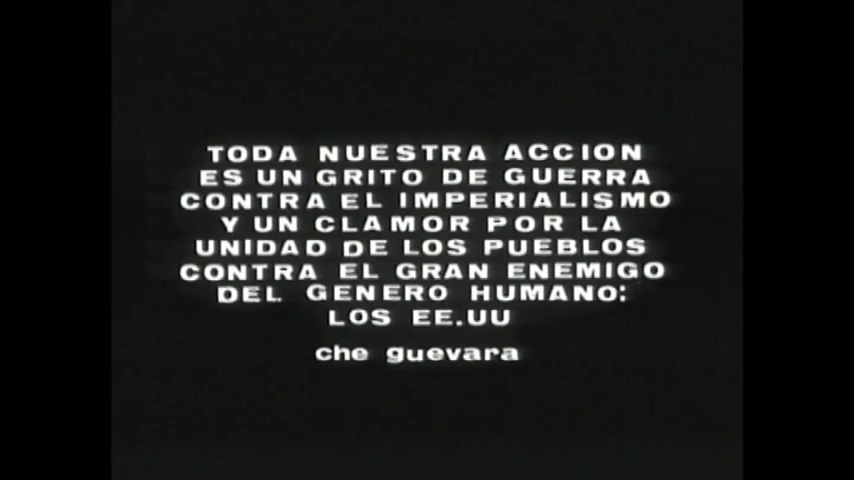 TODA NUESTRA ACCION
ES UN GRITO DE GUERRA
CONTRA EL IMPERIALISMO
Y UN CLAMOR POR LA
UNIDAD DE LOS PUEBLOS
CONTRA EL GRAN ENEMIGO
DEL GENERO HUMANO:
LOS EE.UU
che guevara